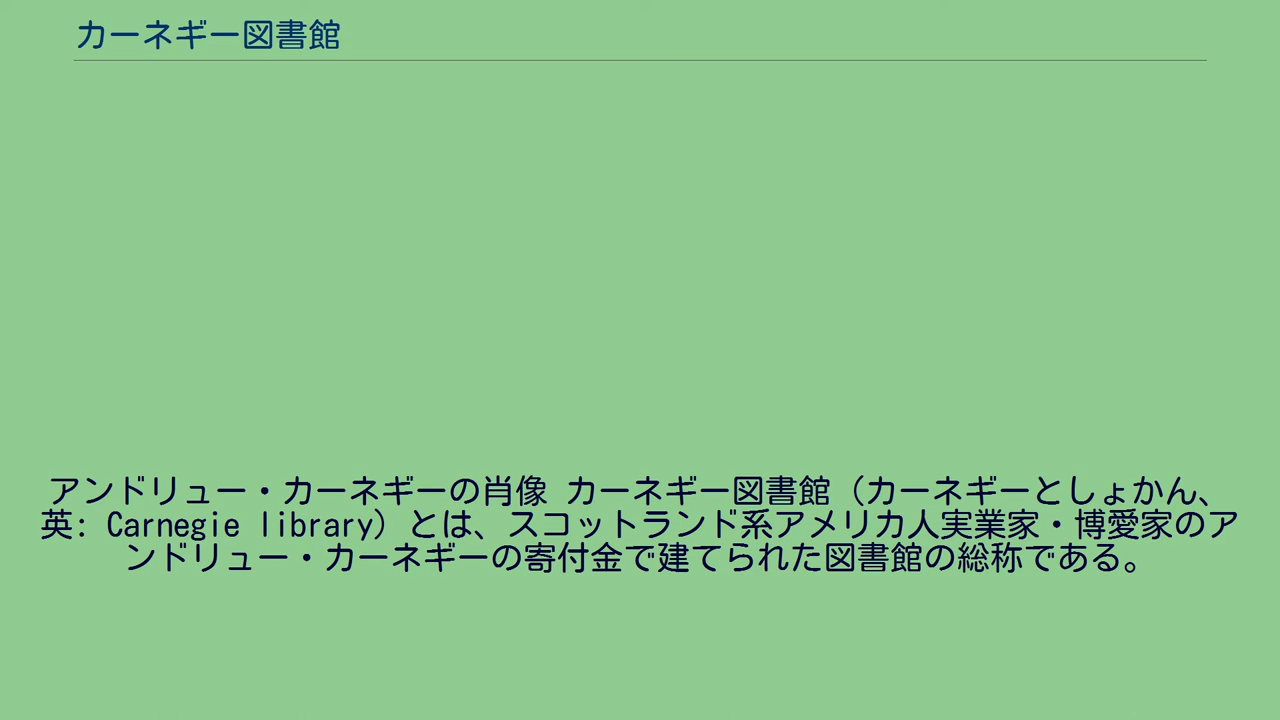 カーネギー図書館
アンドリュー・カーネギーの肖像 カーネギー図書館（カーネギーとしょかん、
英: Carnegie library）とは、スコットランド系アメリカ人実業家・博愛家のア
ンドリュー・カーネギーの寄付金で建てられた図書館の総称である。